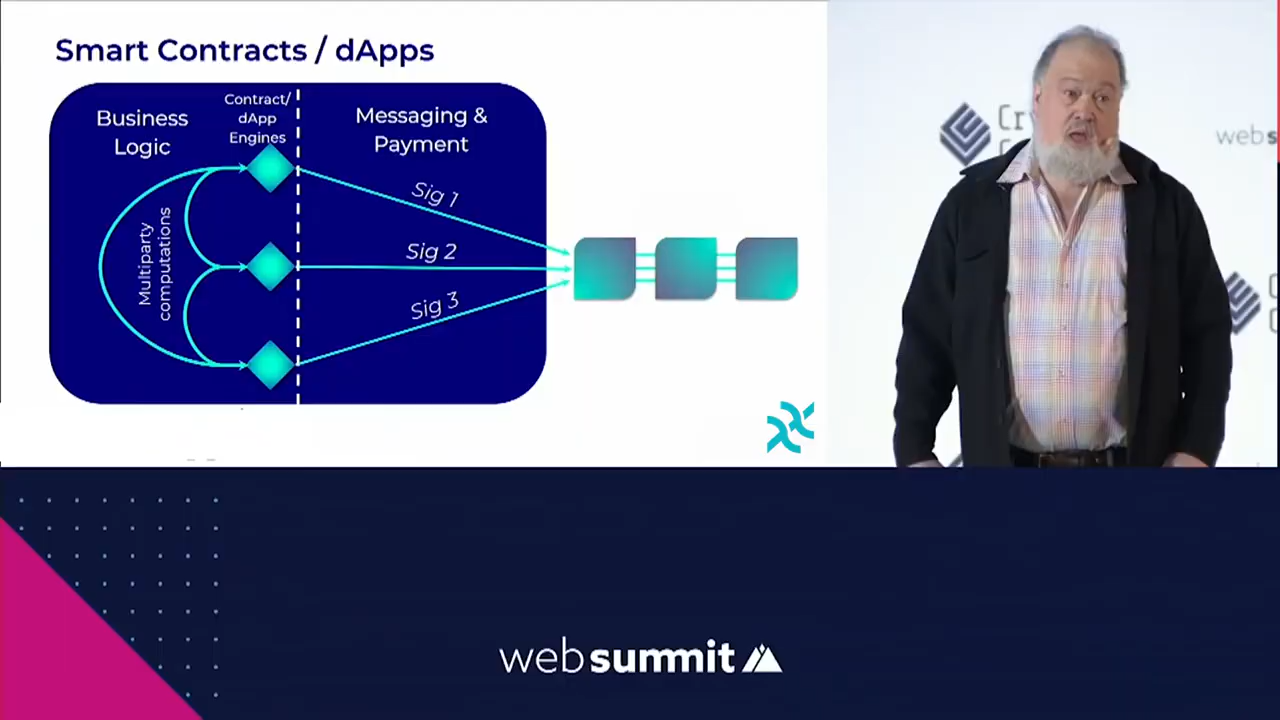 Smart Contracts / dApps
Business
Logic
Contract/
dApp
Engines
Messaging &
Payment
Multiparty
computations
Sig 1
Sig 2
Sig 3
web summit